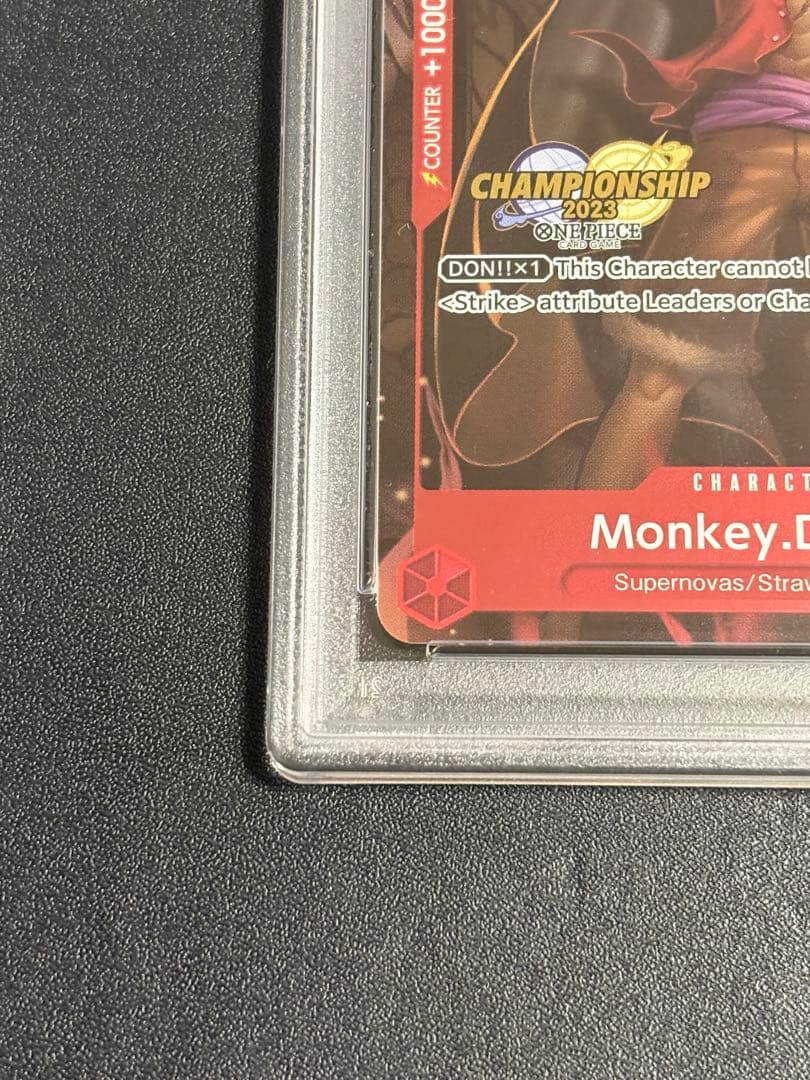 COUNTER +1000
CHAMPIONSHIP
2023
ONE PIECE
CARD GAME
DON!!×1 This Character cannot
<Strike> attribute Leaders or Cha
CHARACT
Monkey.D
Supernovas/Straw